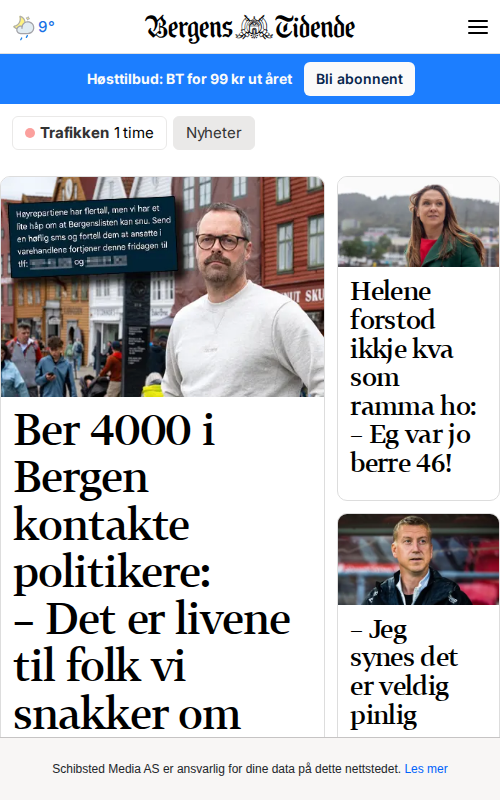 9°
Bergens Tidende
Høsttilbud: BT for 99 kr ut året
Bli abonnent
Trafikken 1 time
Nyheter
Høyrepartiene har flertall, men vi har et
lite håp om at Bergenslisten kan snu. Send
en høflig sms og fortell dem at ansatte i
varehandlene fortjener denne fridagen til
tlf:
og
Ber 4000 i
Bergen
kontakte
politikere:
– Det er livene
til folk vi
snakker om
Helene
forstod
ikkje kva
som
ramma ho:
– Eg var jo
berre 46!
– Jeg
synes det
er veldig
pinlig
Schibsted Media AS er ansvarlig for dine data på dette nettstedet. Les mer